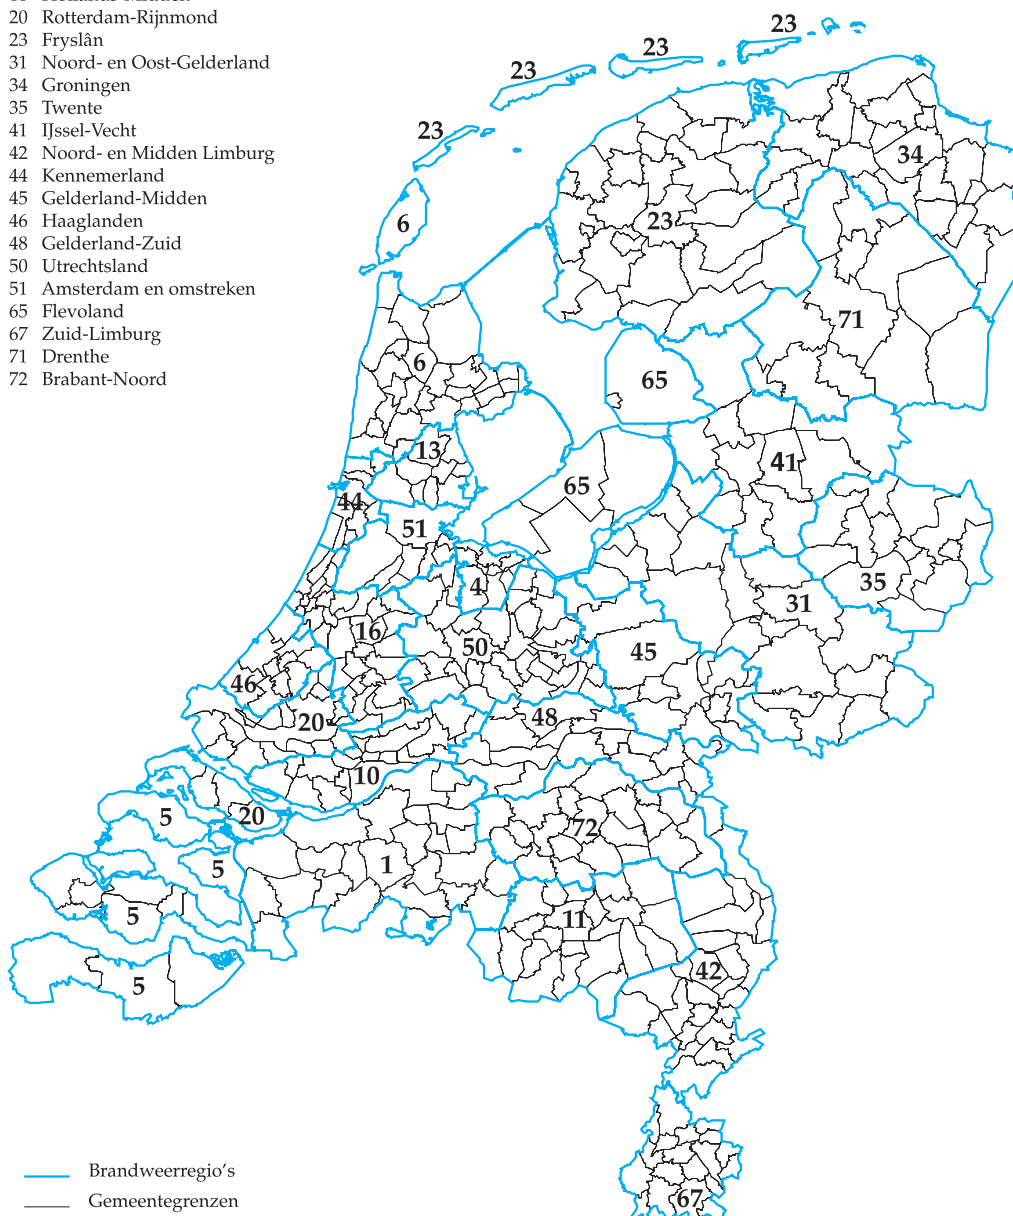 20 Rotterdam-Rijnmond
23 Fryslân
31 Noord- en Oost-Gelderland
34 Groningen
35 Twente
41 IJssel-Vecht
42 Noord- en Midden Limburg
44 Kennemerland
45 Gelderland-Midden
46 Haaglanden
48 Gelderland-Zuid
50 Utrechtsland
51 Amsterdam en omstreken
65 Flevoland
67 Zuid-Limburg
71 Drenthe
72 Brabant-Noord
23
23
23
23
34
6
23
71
6
65
13
41
65
44
51
4
35
31
16
50
45
46
20
48
10
5
20
72
1
5
5
11
42
5
67
Brandweerregio's
Gemeentegrenzen